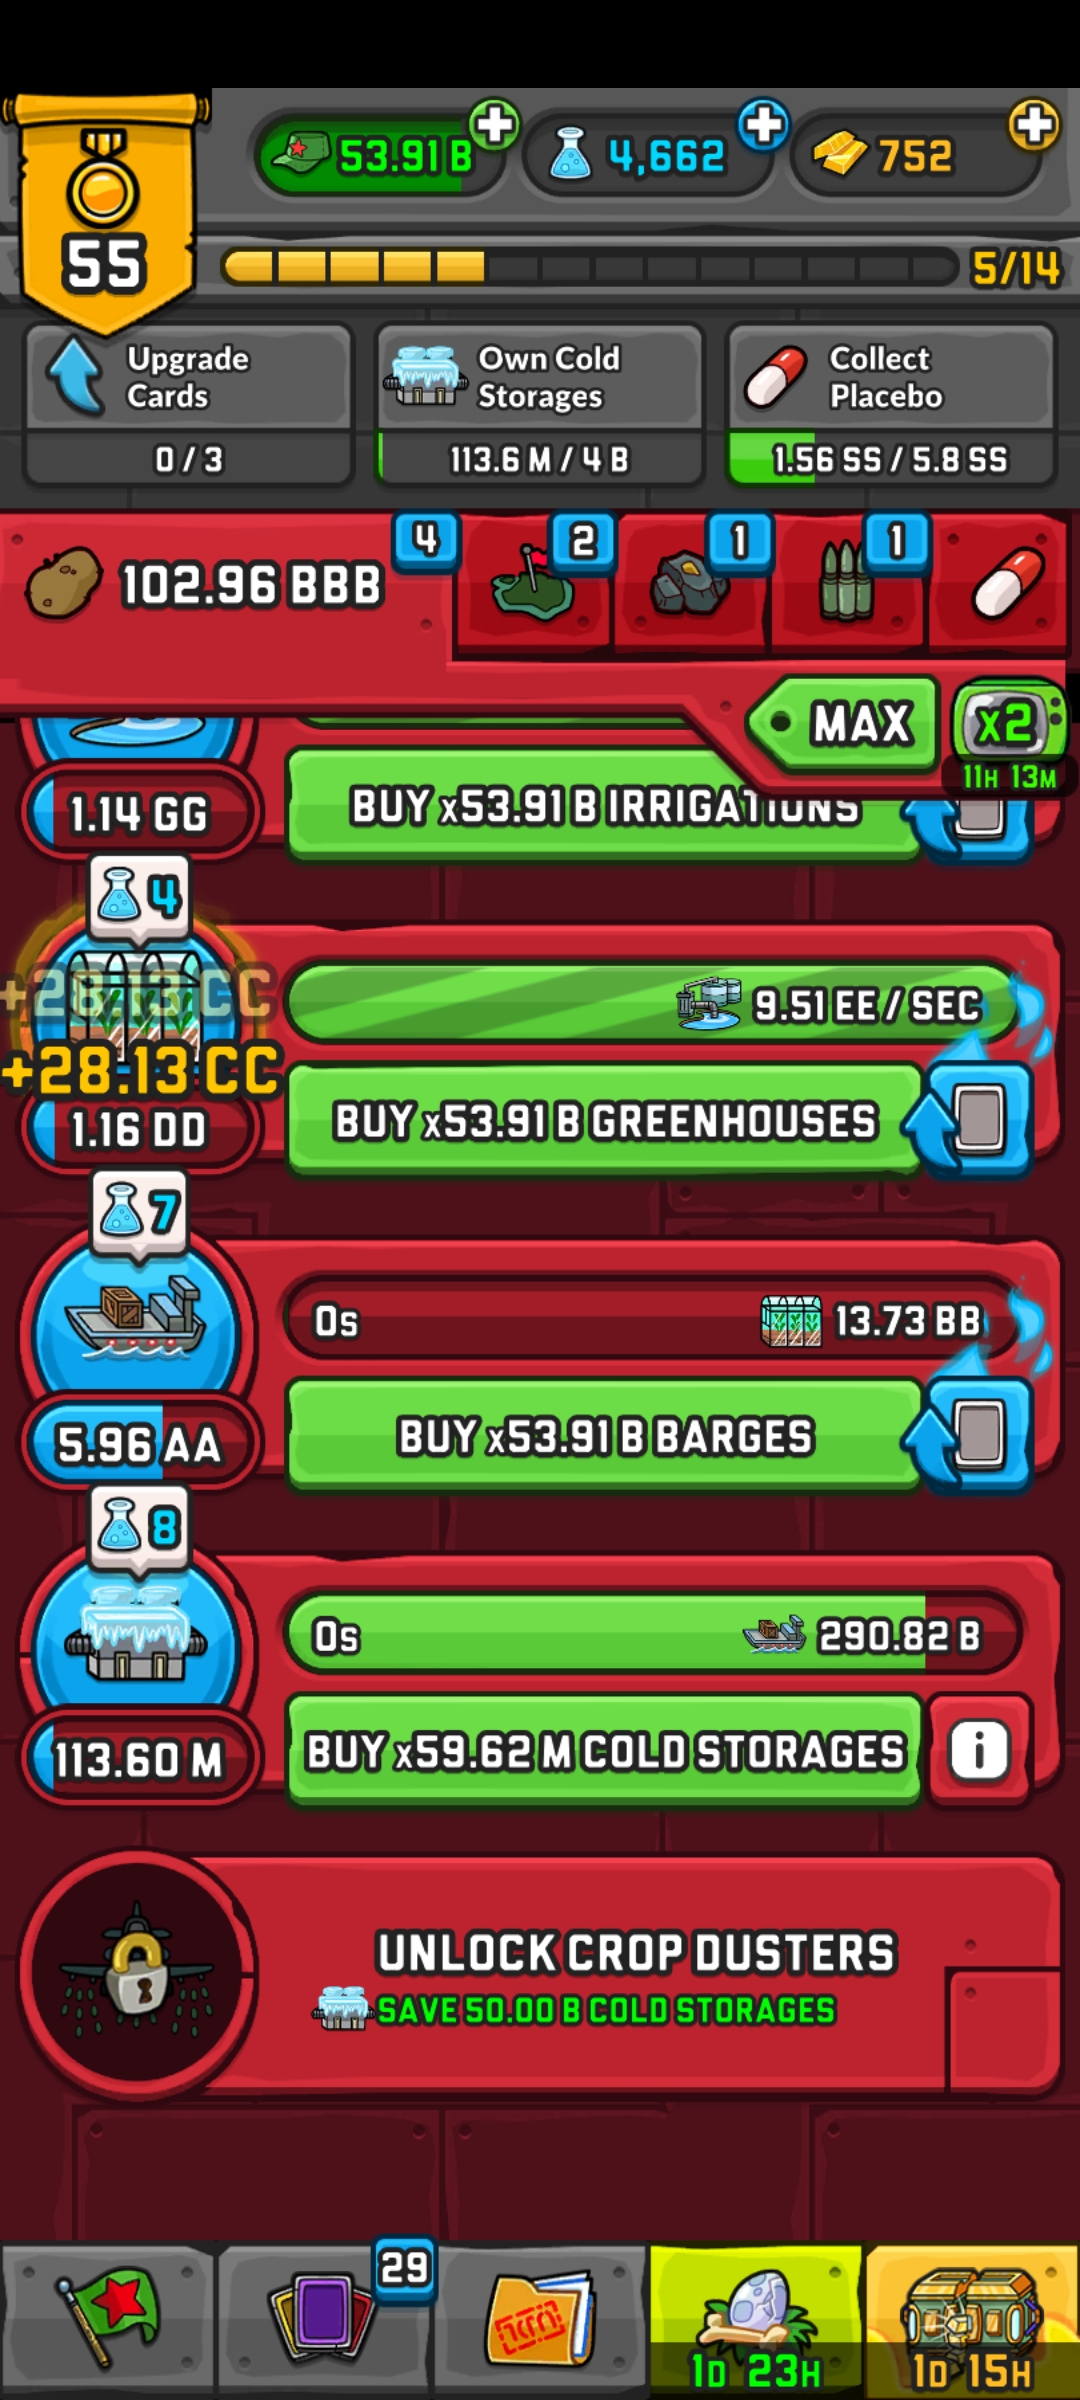 55
53.91 B
4,662
752
5/14
Upgrade
Cards
0 / 3
Own Cold
Storages
113.6 M / 4 B
Collect
Placebo
1.56 SS / 5.8 SS
102.96 BBB
4
2
1
1
MAX
x2
11H 13M
1.14 GG
BUY x53.91 B IRRIGATIONS
4
+28.13 CC
+28.13 CC
9.51 EE / SEC
1.16 DD
BUY x53.91 B GREENHOUSES
7
0s
13.73 BB
5.96 AA
BUY x53.91 B BARGES
8
0s
290.82 B
113.60 M
BUY x59.62 M COLD STORAGES
i
UNLOCK CROP DUSTERS
SAVE 50.00 B COLD STORAGES
29
1D 23H
1D 15H